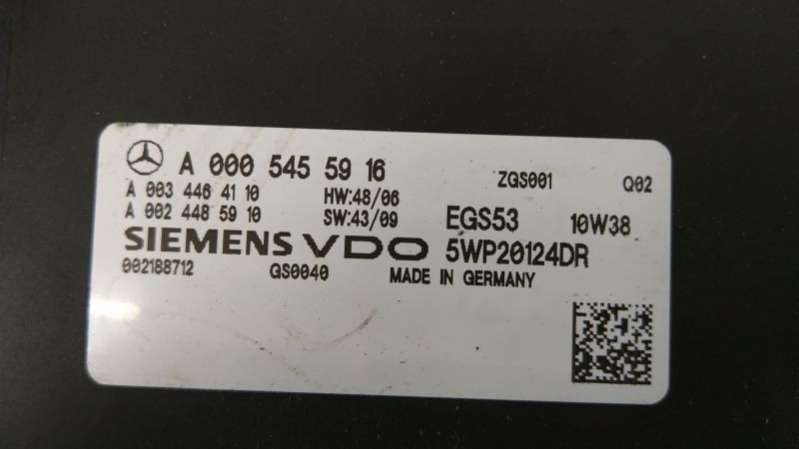 A 000 545 59 16
ZGS001 Q02
A 003 446 41 10 HW:48/06
A 002 448 59 10 SW:43/09 EGS53 10W38
SIEMENS VDO 5WP20124DR
002188712 GS0040 MADE IN GERMANY